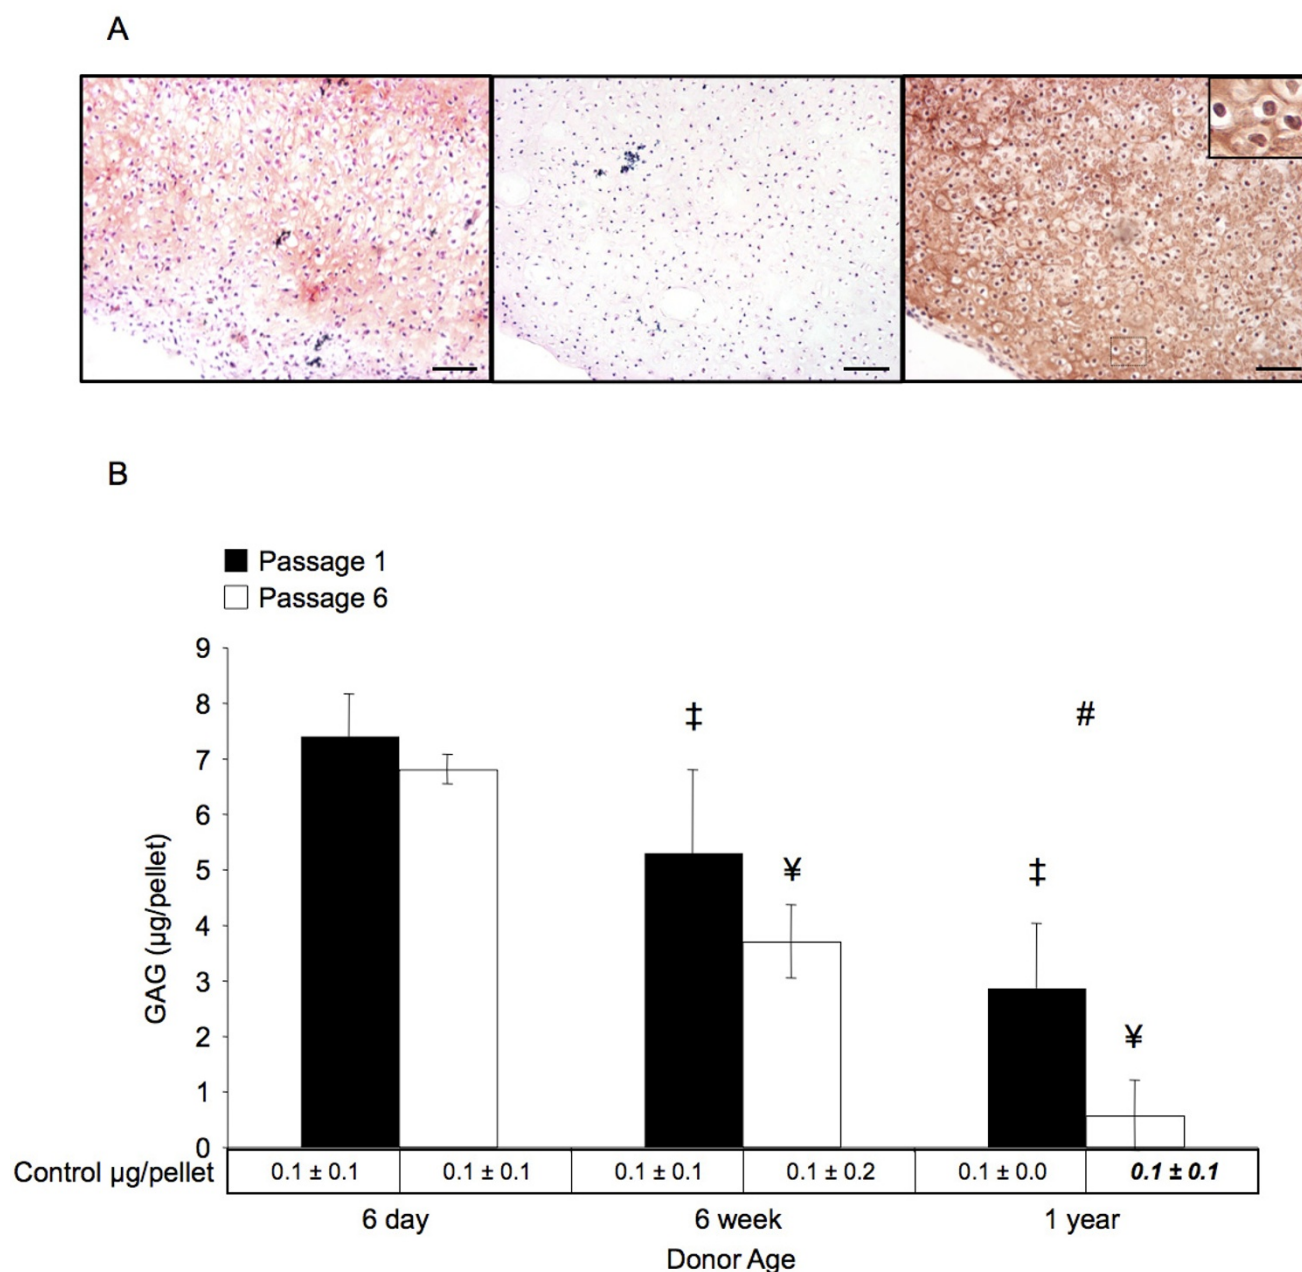 A
B
Passage 1
Passage 6
9
8
‡
#
7
6
5
¥
‡
4
3
2
¥
1
0
GAG (µg/pellet)
Control µg/pellet 0.1 ± 0.1 0.1 ± 0.1 0.1 ± 0.1 0.1 ± 0.2 0.1 ± 0.0 0.1 ± 0.1
6 day 6 week 1 year
Donor Age